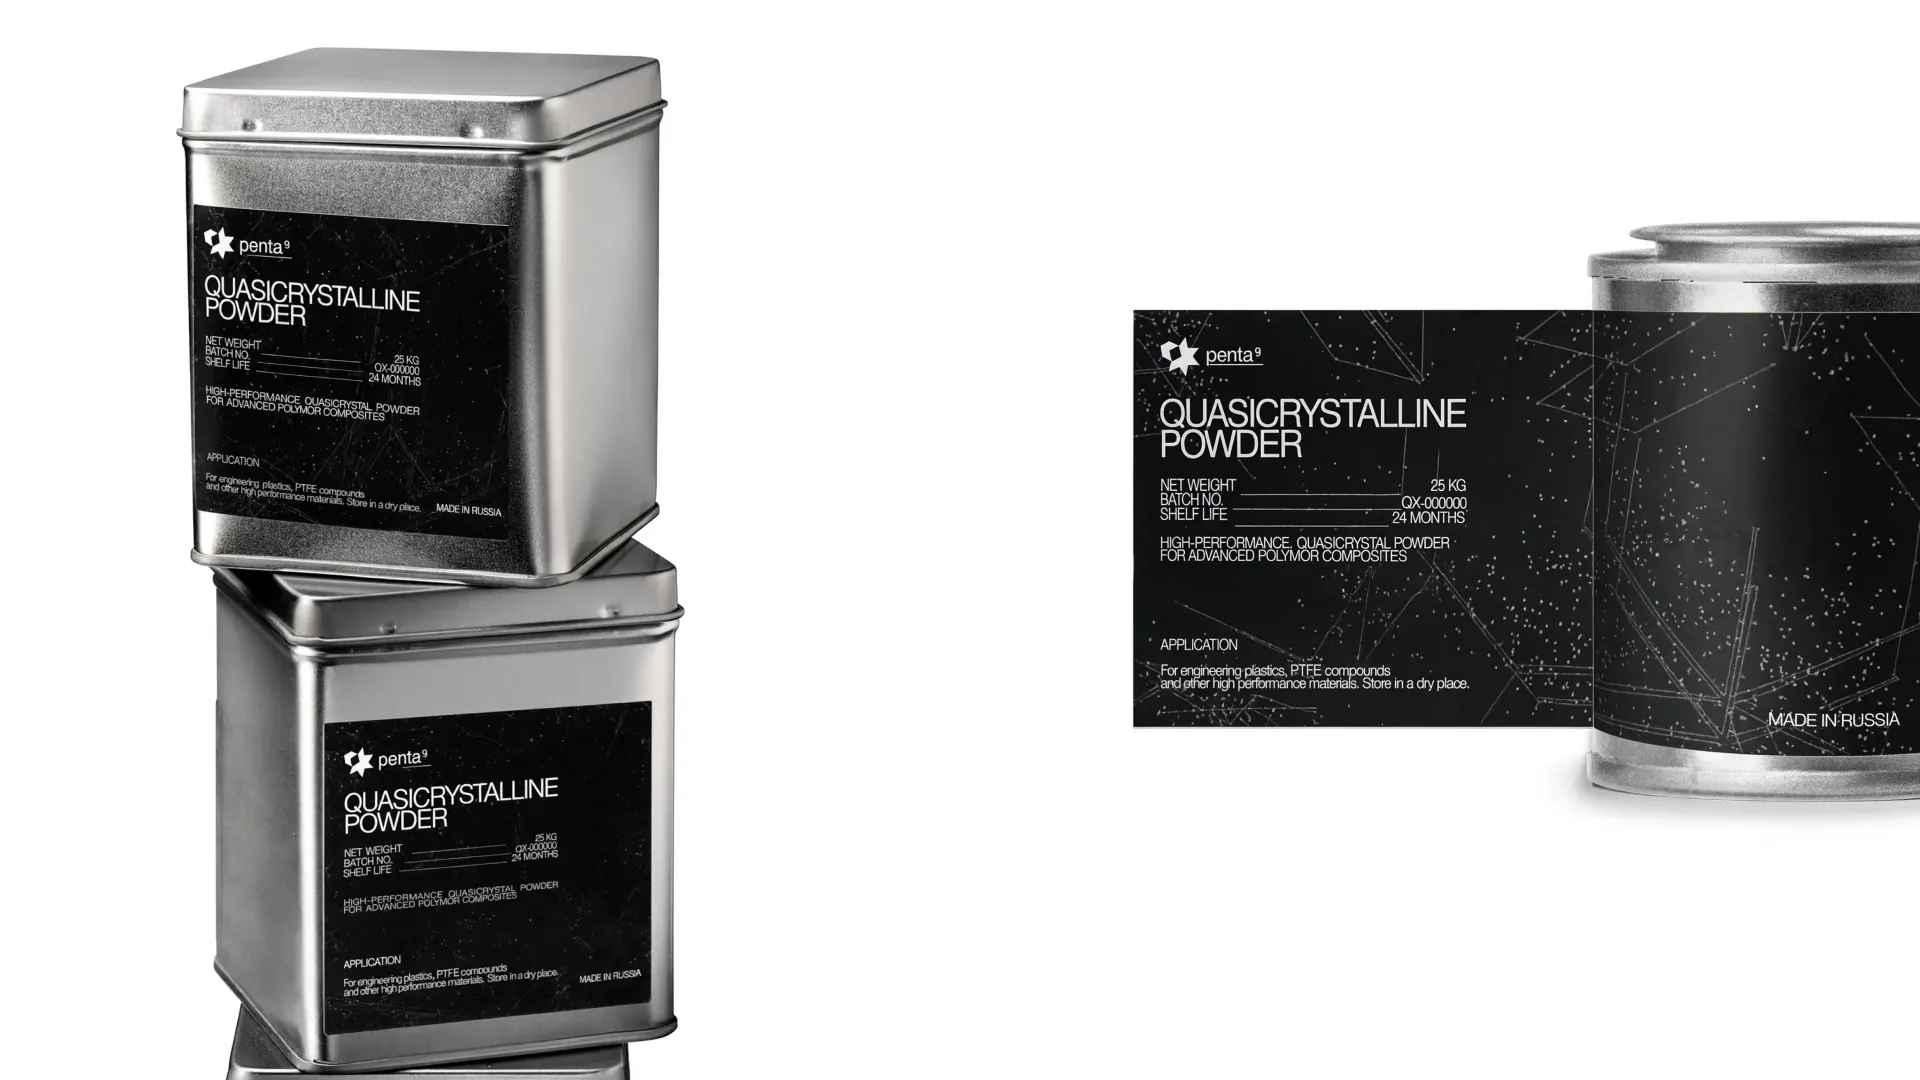 penta⁹
QUASICRYSTALLINE
POWDER
NET WEIGHT 25 KG
BATCH NO. QX-000000
SHELF LIFE 24 MONTHS
HIGH-PERFORMANCE QUASICRYSTAL POWDER
FOR ADVANCED POLYMOR COMPOSITES
APPLICATION
For engineering plastics, PTFE compounds
and other high performance materials. Store in a dry place.
MADE IN RUSSIA
penta⁹
QUASICRYSTALLINE
POWDER
NET WEIGHT 25 KG
BATCH NO. QX-000000
SHELF LIFE 24 MONTHS
HIGH-PERFORMANCE QUASICRYSTAL POWDER
FOR ADVANCED POLYMOR COMPOSITES
APPLICATION
For engineering plastics, PTFE compounds
and other high performance materials. Store in a dry place.
MADE IN RUSSIA
penta⁹
QUASICRYSTALLINE
POWDER
NET WEIGHT 25 KG
BATCH NO. QX-000000
SHELF LIFE 24 MONTHS
HIGH-PERFORMANCE. QUASICRYSTAL POWDER
FOR ADVANCED POLYMOR COMPOSITES
APPLICATION
For engineering plastics, PTFE compounds
and other high performance materials. Store in a dry place.
MADE IN RUSSIA